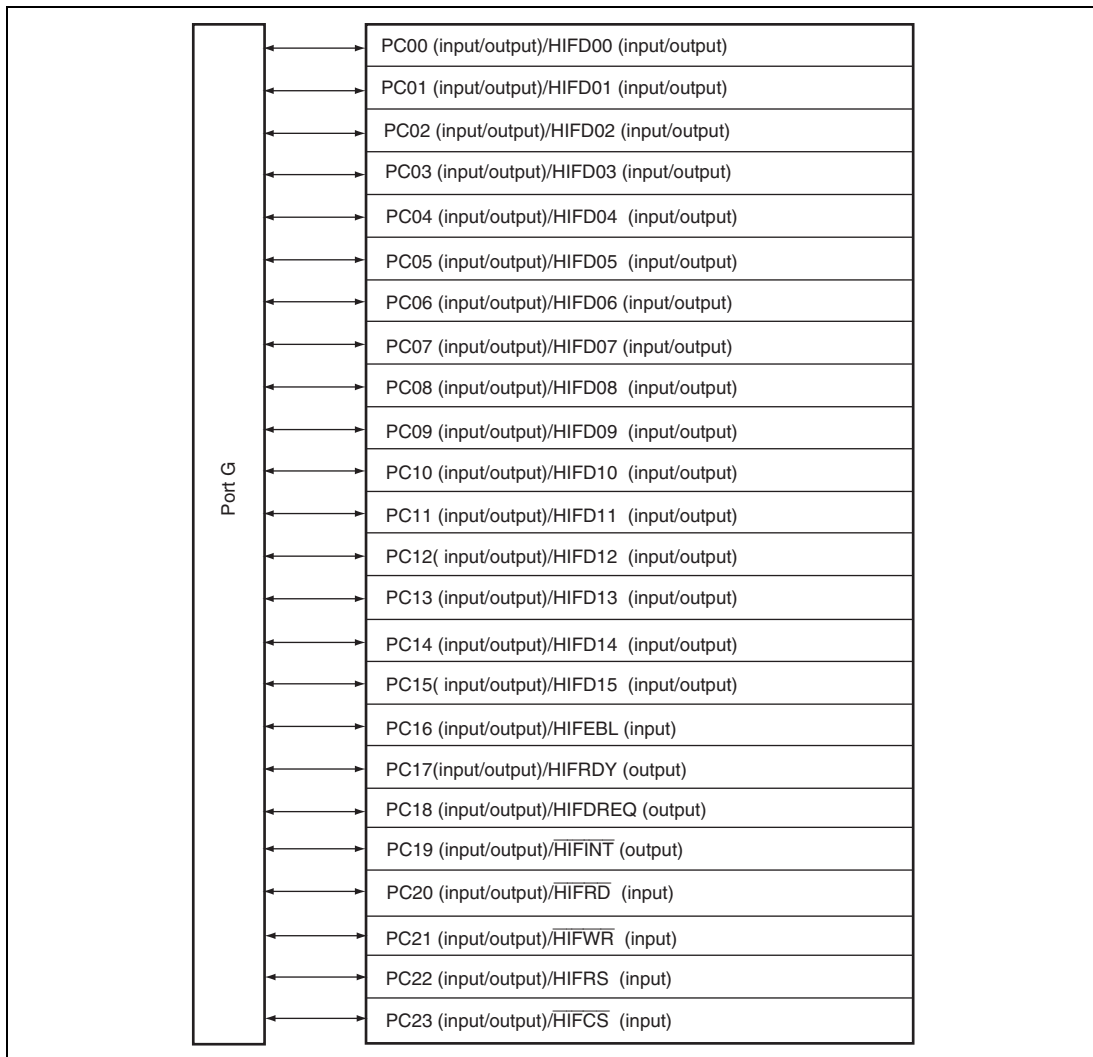 Port G
PC00 (input/output)/HIFD00 (input/output)
PC01 (input/output)/HIFD01 (input/output)
PC02 (input/output)/HIFD02 (input/output)
PC03 (input/output)/HIFD03 (input/output)
PC04 (input/output)/HIFD04 (input/output)
PC05 (input/output)/HIFD05 (input/output)
PC06 (input/output)/HIFD06 (input/output)
PC07 (input/output)/HIFD07 (input/output)
PC08 (input/output)/HIFD08 (input/output)
PC09 (input/output)/HIFD09 (input/output)
PC10 (input/output)/HIFD10 (input/output)
PC11 (input/output)/HIFD11 (input/output)
PC12( input/output)/HIFD12 (input/output)
PC13 (input/output)/HIFD13 (input/output)
PC14 (input/output)/HIFD14 (input/output)
PC15( input/output)/HIFD15 (input/output)
PC16 (input/output)/HIFEBL (input)
PC17(input/output)/HIFRDY (output)
PC18 (input/output)/HIFDREQ (output)
PC19 (input/output)/H̅I̅F̅I̅N̅T̅ (output)
PC20 (input/output)/H̅I̅F̅R̅D̅ (input)
PC21 (input/output)/H̅I̅F̅W̅R̅ (input)
PC22 (input/output)/HIFRS (input)
PC23 (input/output)/H̅I̅F̅C̅S̅ (input)